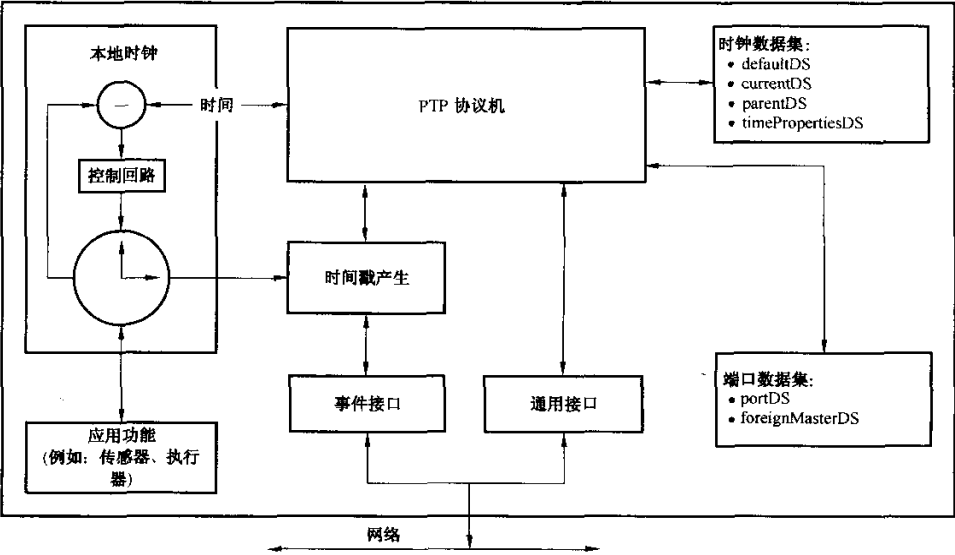 本地时钟
—
时间
控制回路
PTP 协议机
时钟数据集：
• defaultDS
• currentDS
• parentDS
• timePropertiesDS
时间戳产生
事件接口
通用接口
端口数据集：
• portDS
• foreignMasterDS
应用功能
(例如：传感器、执行
器)
网络